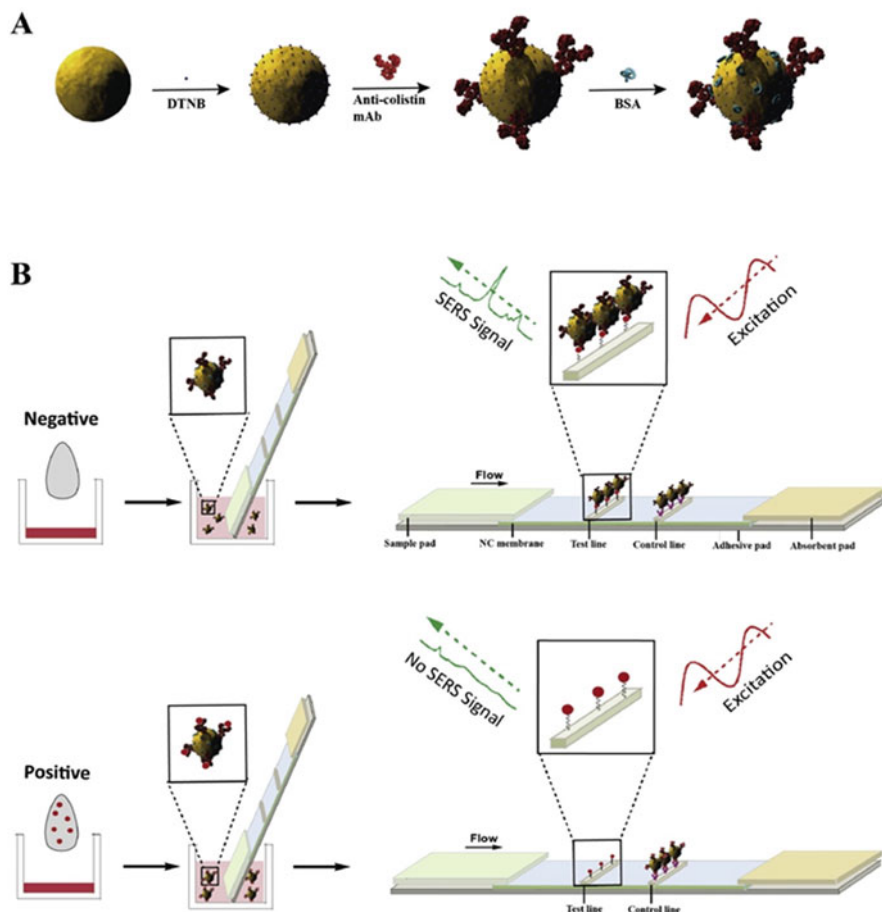 A
DTNB
Anti-colistin
mAb
BSA
B
SERS Signal
Excitation
Negative
Flow
Sample pad
NC membrane
Test line
Control line
Adhesive pad
Absorbent pad
No SERS Signal
Excitation
Positive
Flow
Test line
Control line